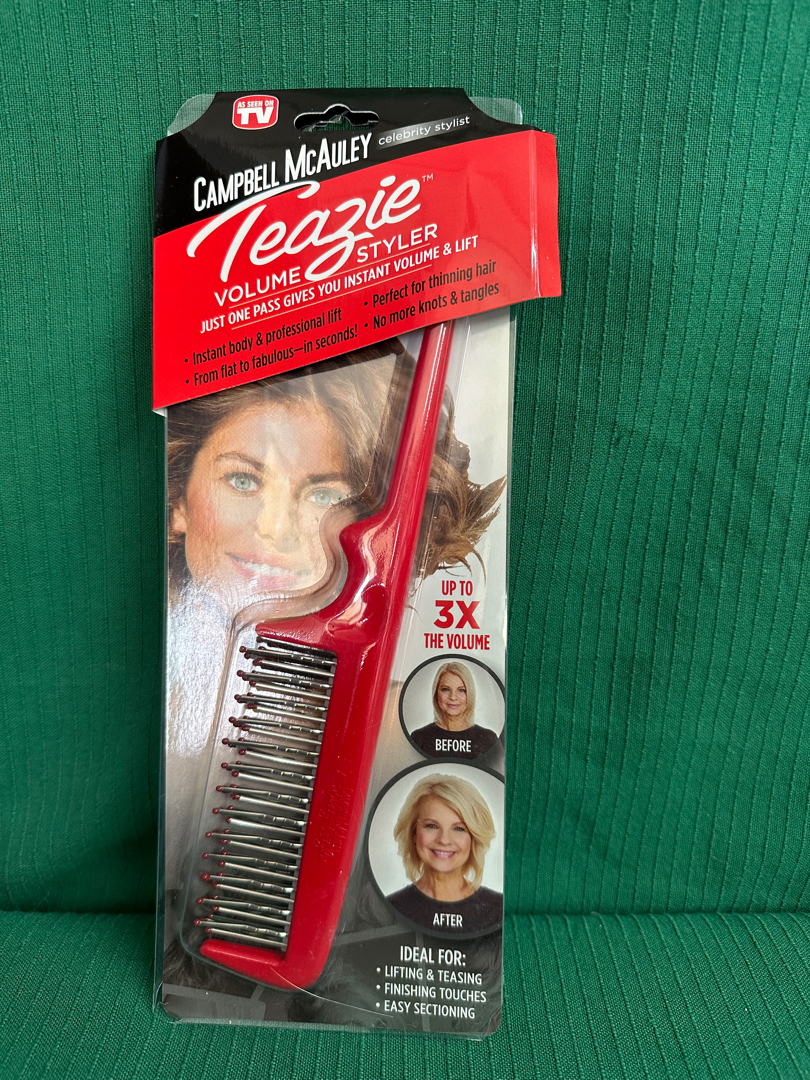 AS SEEN ON
TV
CAMPBELL McAULEY celebrity stylist
Teazie™
VOLUME STYLER
JUST ONE PASS GIVES YOU INSTANT VOLUME & LIFT
• Instant body & professional lift
• From flat to fabulous—in seconds!
• Perfect for thinning hair
• No more knots & tangles
UP TO
3X
THE VOLUME
BEFORE
AFTER
IDEAL FOR:
• LIFTING & TEASING
• FINISHING TOUCHES
• EASY SECTIONING